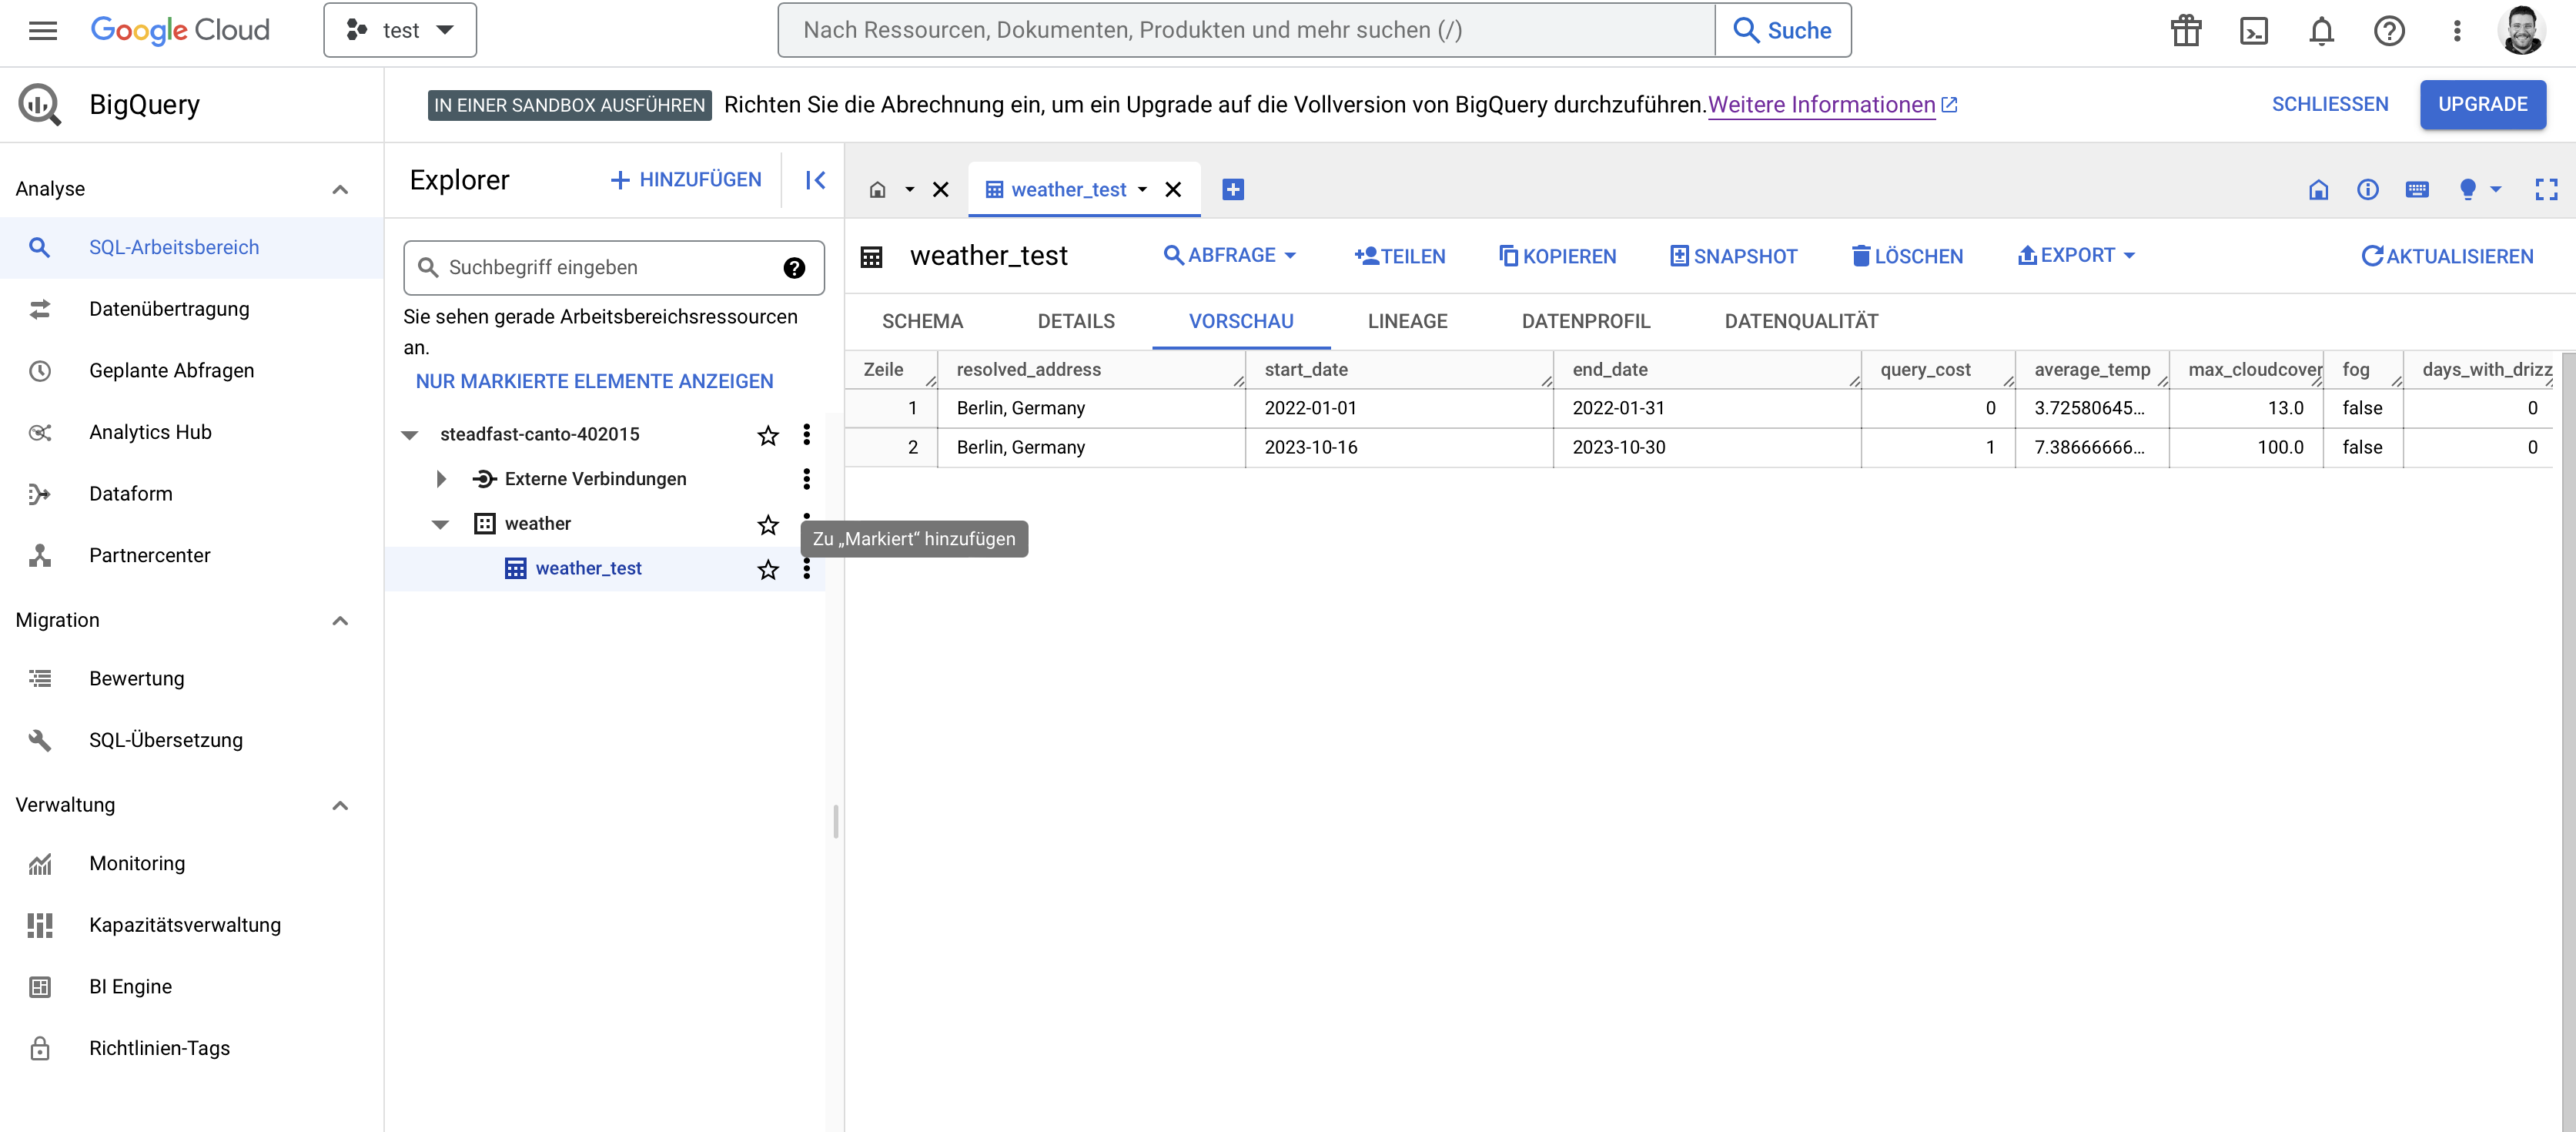 Google Cloud
test
Nach Ressourcen, Dokumenten, Produkten und mehr suchen (/)
Suche
BigQuery
IN EINER SANDBOX AUSFÜHREN
Richten Sie die Abrechnung ein, um ein Upgrade auf die Vollversion von BigQuery durchzuführen. Weitere Informationen
SCHLIESSEN
UPGRADE
Analyse
SQL-Arbeitsbereich
Datenübertragung
Geplante Abfragen
Analytics Hub
Dataform
Partnercenter
Migration
Bewertung
SQL-Übersetzung
Verwaltung
Monitoring
Kapazitätsverwaltung
BI Engine
Richtlinien-Tags
Explorer
+ HINZUFÜGEN
Suchbegriff eingeben
Sie sehen gerade Arbeitsbereichsressourcen
an.
NUR MARKIERTE ELEMENTE ANZEIGEN
steadfast-canto-402015
Externe Verbindungen
weather
Zu „Markiert“ hinzufügen
weather_test
weather_test
weather_test
ABFRAGE
TEILEN
KOPIEREN
SNAPSHOT
LÖSCHEN
EXPORT
AKTUALISIEREN
SCHEMA DETAILS VORSCHAU LINEAGE DATENPROFIL DATENQUALITÄT
Zeile resolved_address start_date end_date query_cost average_temp max_cloudcover fog days_with_drizz
1 Berlin, Germany 2022-01-01 2022-01-31 0 3.72580645... 13.0 false 0
2 Berlin, Germany 2023-10-16 2023-10-30 1 7.38666666... 100.0 false 0